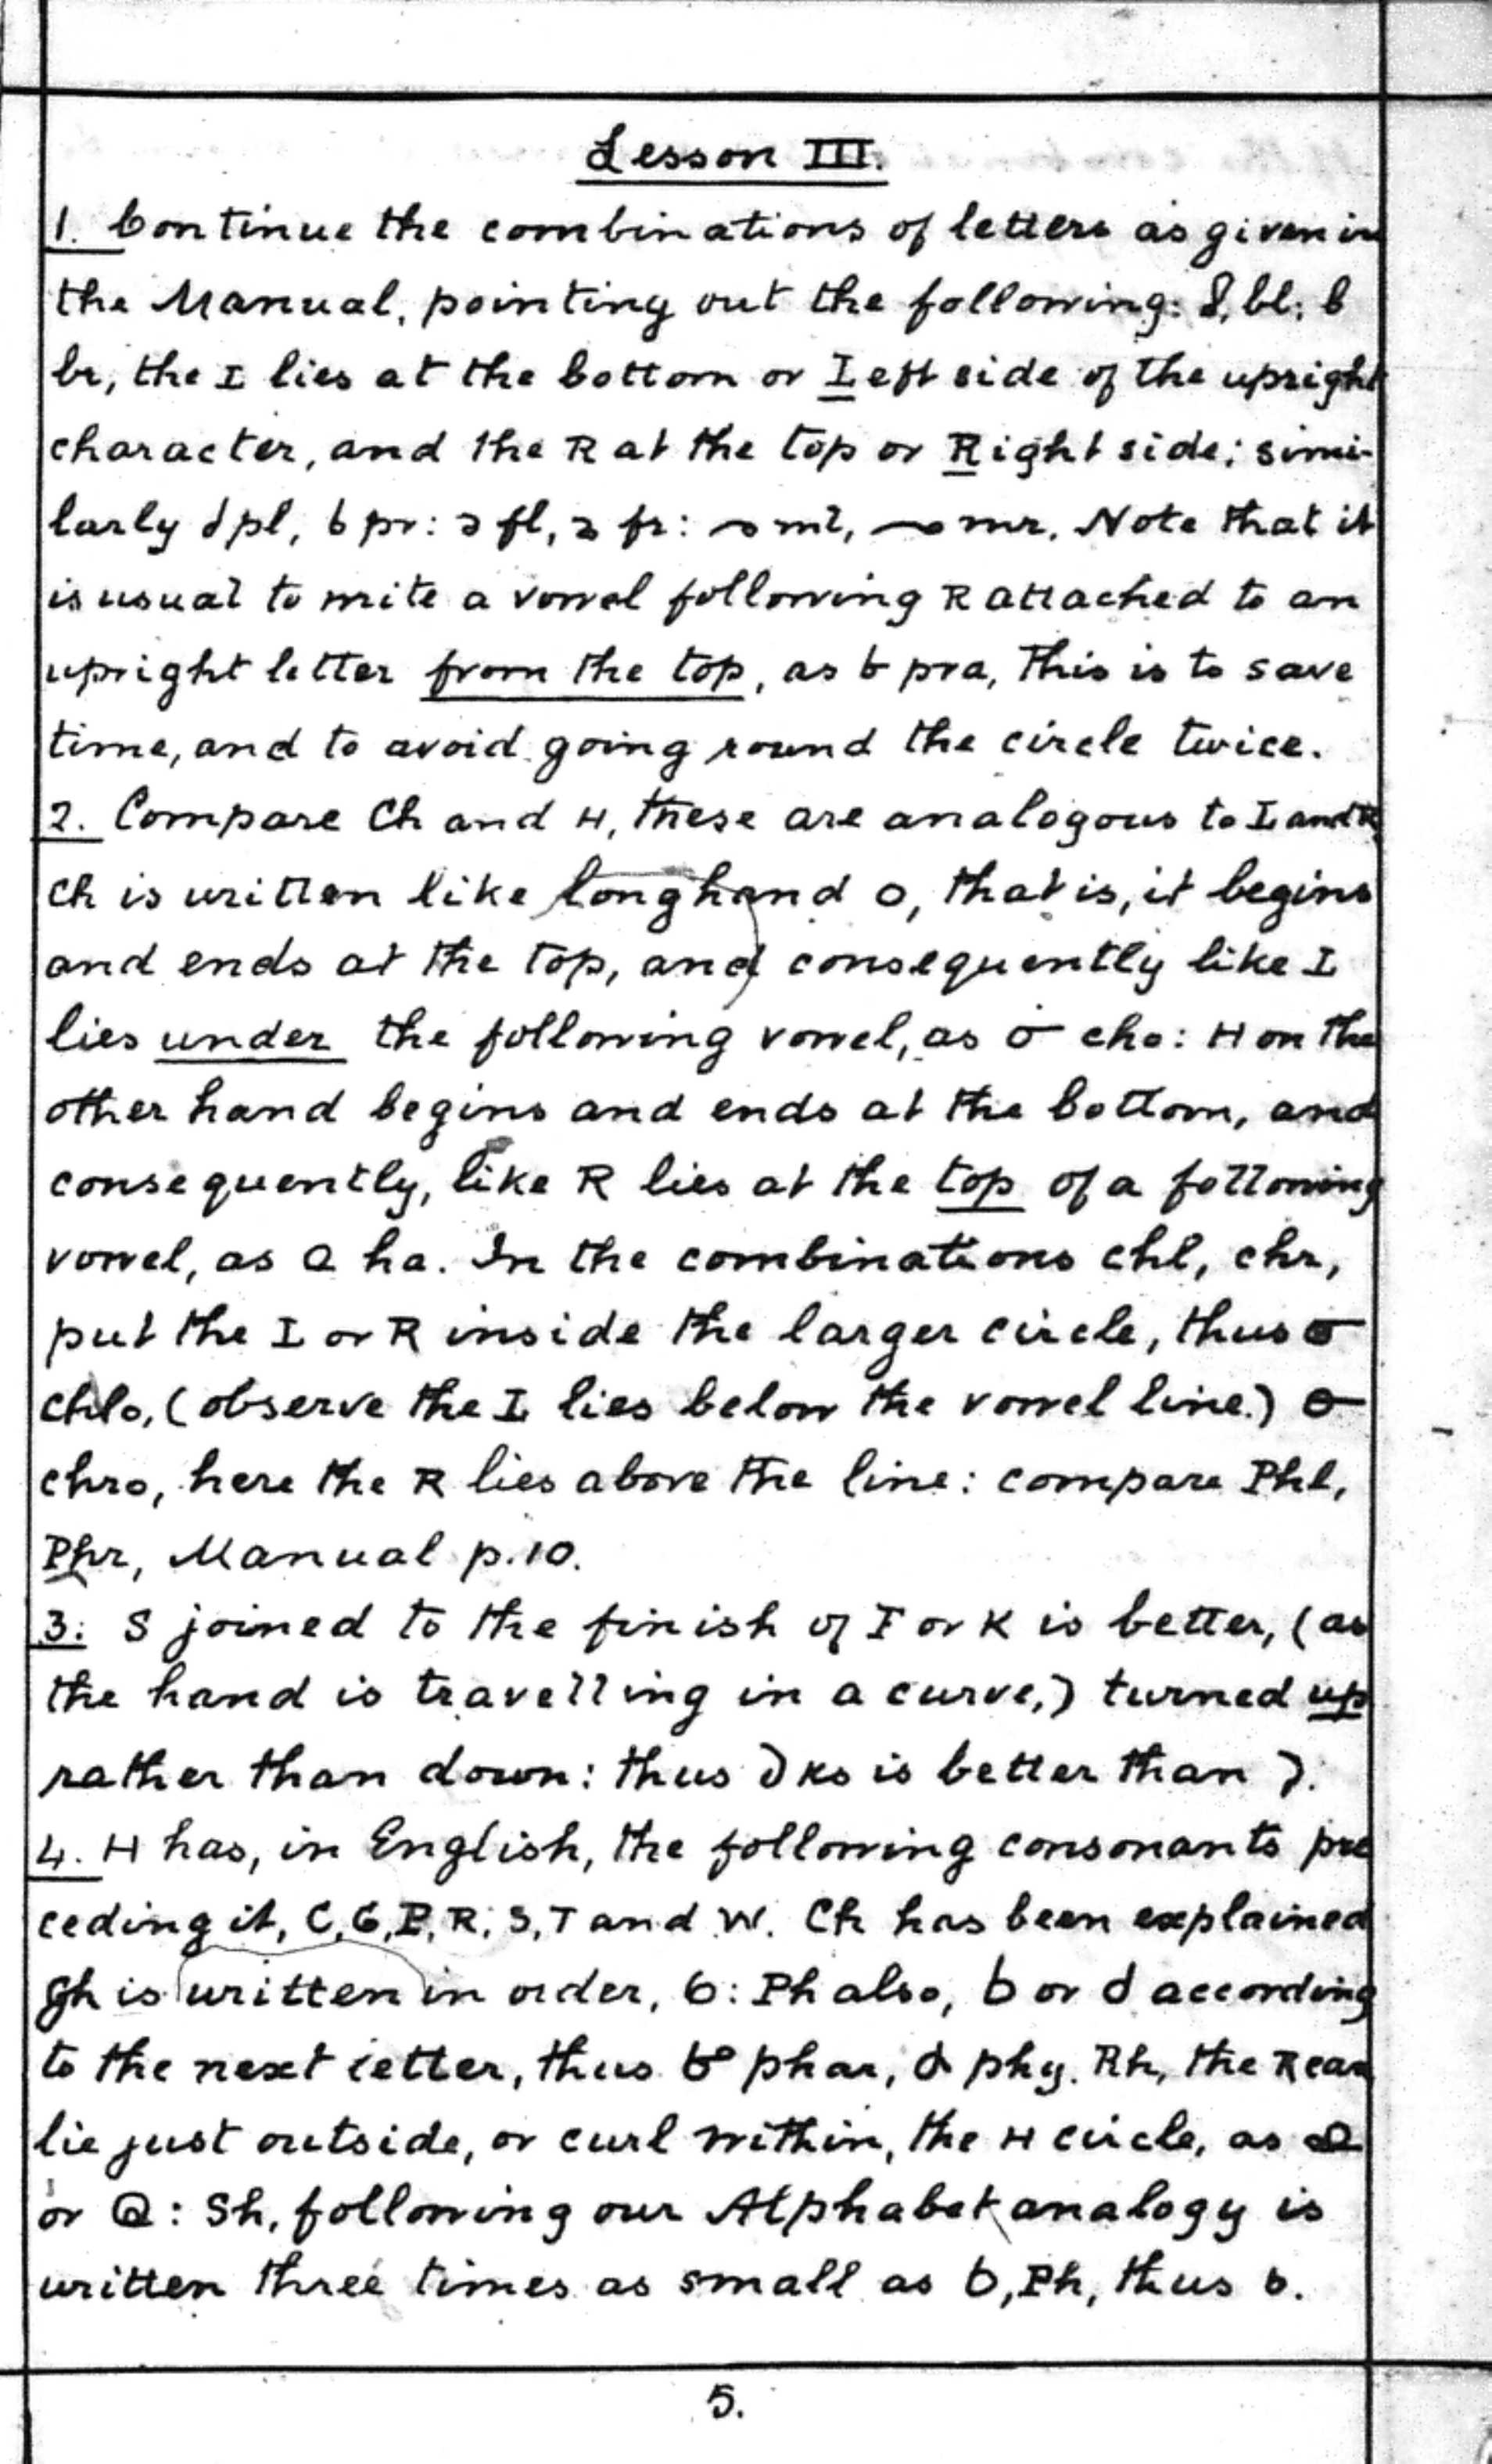 Lesson III.
1. Continue the combinations of letters as given in
the Manual, pointing out the following: bl; b
br, the L lies at the bottom or Left side of the upright
character, and the R at the top or Right side; simi-
larly pl, pr: fl, fr: ml, mr. Note that it
is usual to write a vowel following R attached to an
upright letter from the top, as pra, This is to save
time, and to avoid going round the circle twice.
2. Compare Ch and H, these are analogous to L and R,
Ch is written like longhand o, that is, it begins
and ends at the top, and consequently like L
lies under the following vowel, as cho: H on the
other hand begins and ends at the bottom, and
consequently, like R lies at the top of a following
vowel, as ha. In the combinations chl, chr,
put the L or R inside the larger circle, thus
chlo, (observe the L lies below the vowel line.)
chro, here the R lies above the line: compare Phl,
Phr, Manual p.10.
3. S joined to the finish of F or K is better, (as
the hand is travelling in a curve,) turned up
rather than down: thus ks is better than
4. H has, in English, the following consonants pre
ceding it, C, G, P, R, S, T and W. Ch has been explained
Gh is written in order, 6: Ph also, b or d according
to the next letter, thus phar, phy. Rh, the R can
lie just outside, or curl within, the H circle, as
or : Sh, following our Alphabet analogy is
written three times as small as b, Ph, thus b.
5.